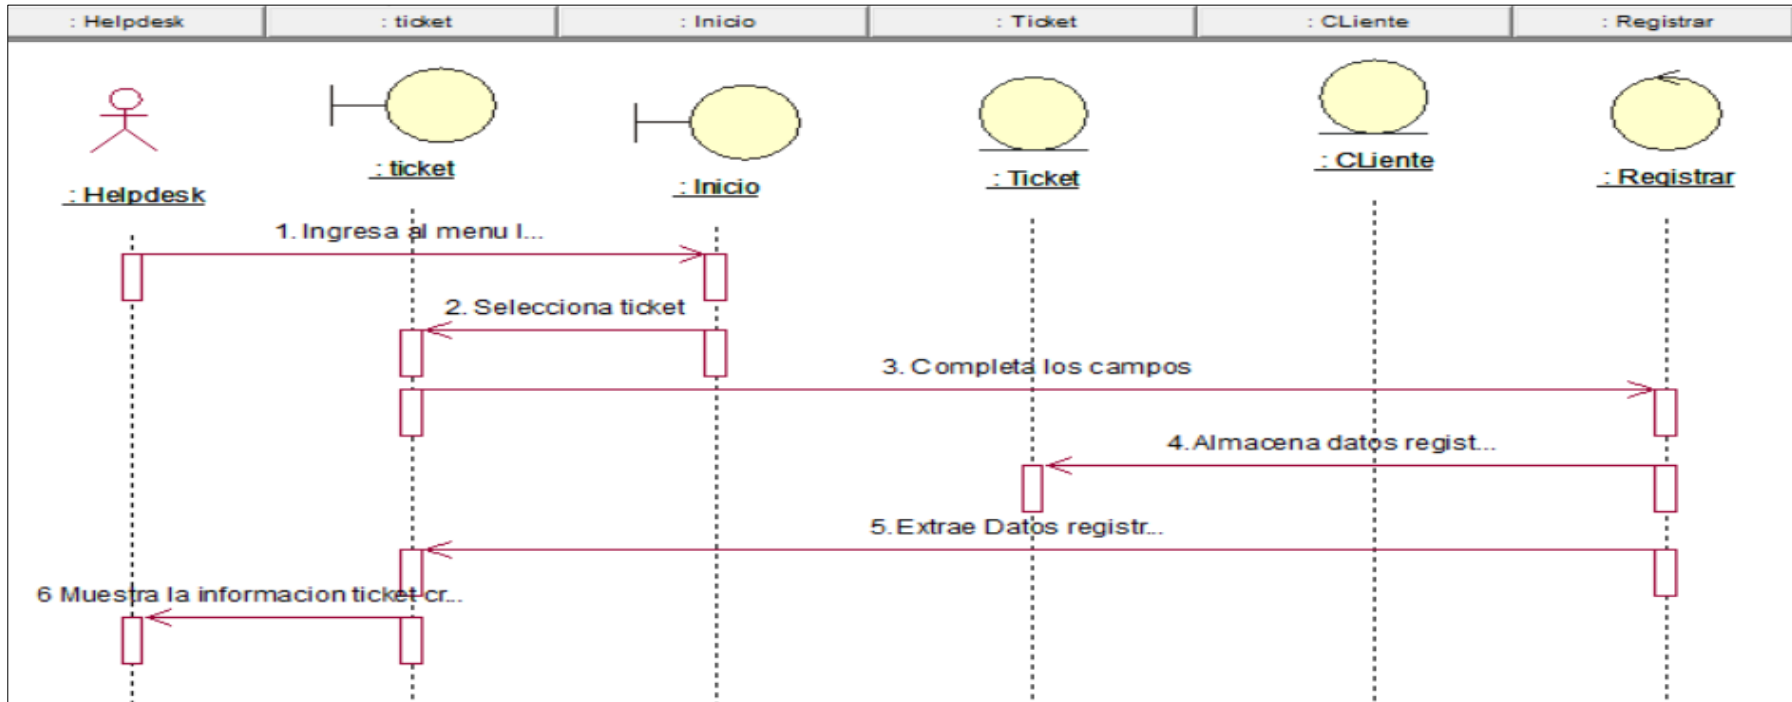 : Helpdesk
: ticket
: Inicio
: Ticket
: CLiente
: Registrar
: Helpdesk
: ticket
: Inicio
: Ticket
: CLiente
: Registrar
1. Ingresa al menu I...
2. Selecciona ticket
3. Completa los campos
4.Almacena datos regist...
5.Extrae Datos registr...
6 Muestra la informacion ticket cr...